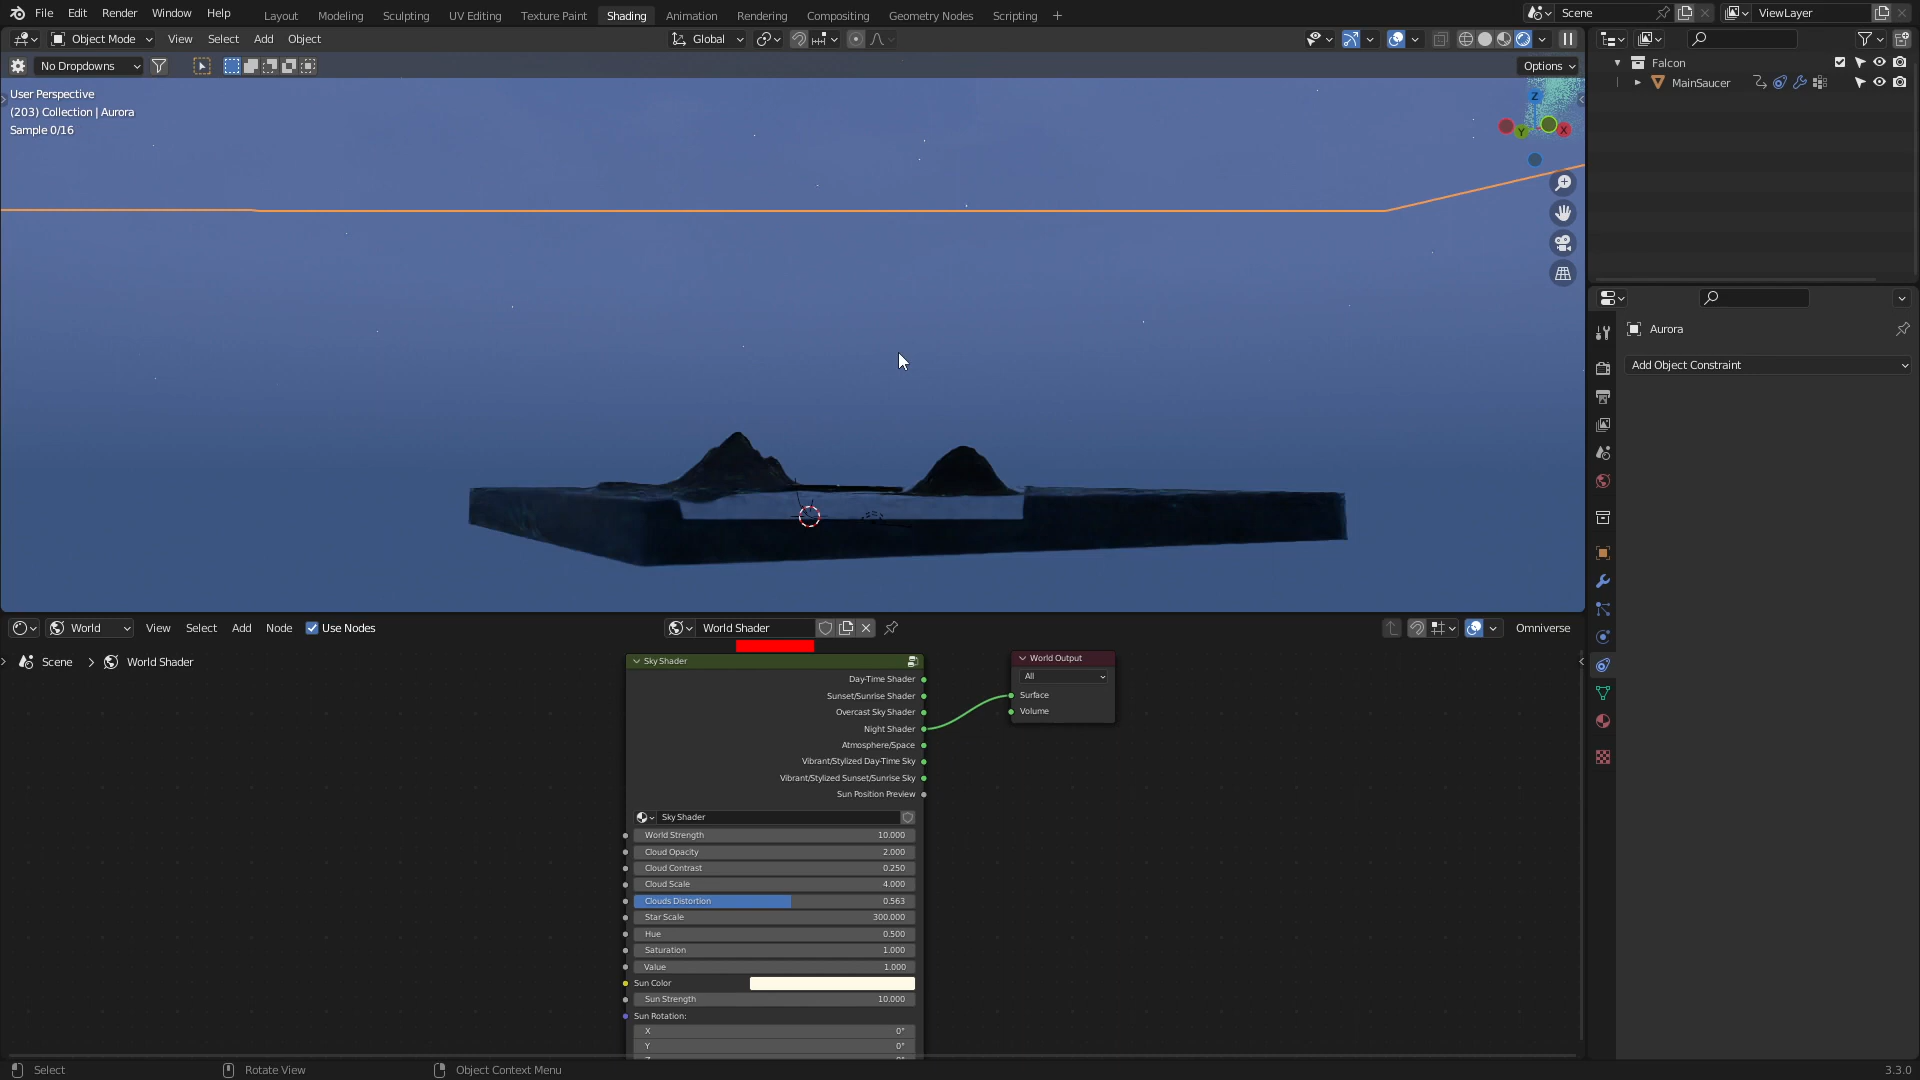 File Edit Render Window Help Layout Modeling Sculpting UV Editing Texture Paint Shading Animation Rendering Compositing Geometry Nodes Scripting + Scene ViewLayer
Object Mode View Select Add Object Global
No Dropdowns Options
Falcon
MainSaucer
User Perspective
(203) Collection | Aurora
Sample 0/16
Z
Y
X
Aurora
Add Object Constraint
World View Select Add Node Use Nodes World Shader Omniverse
Scene > World Shader
Sky Shader
Day-Time Shader
Sunset/Sunrise Shader
Overcast Sky Shader
Night Shader
Atmosphere/Space
Vibrant/Stylized Day-Time Sky
Vibrant/Stylized Sunset/Sunrise Sky
Sun Position Preview
Sky Shader
World Strength 10.000
Cloud Opacity 2.000
Cloud Contrast 0.250
Cloud Scale 4.000
Clouds Distortion 0.563
Star Scale 300.000
Hue 0.500
Saturation 1.000
Value 1.000
Sun Color
Sun Strength 10.000
Sun Rotation:
X 0°
Y 0°
World Output
All
Surface
Volume
Select Rotate View Object Context Menu 3.3.0